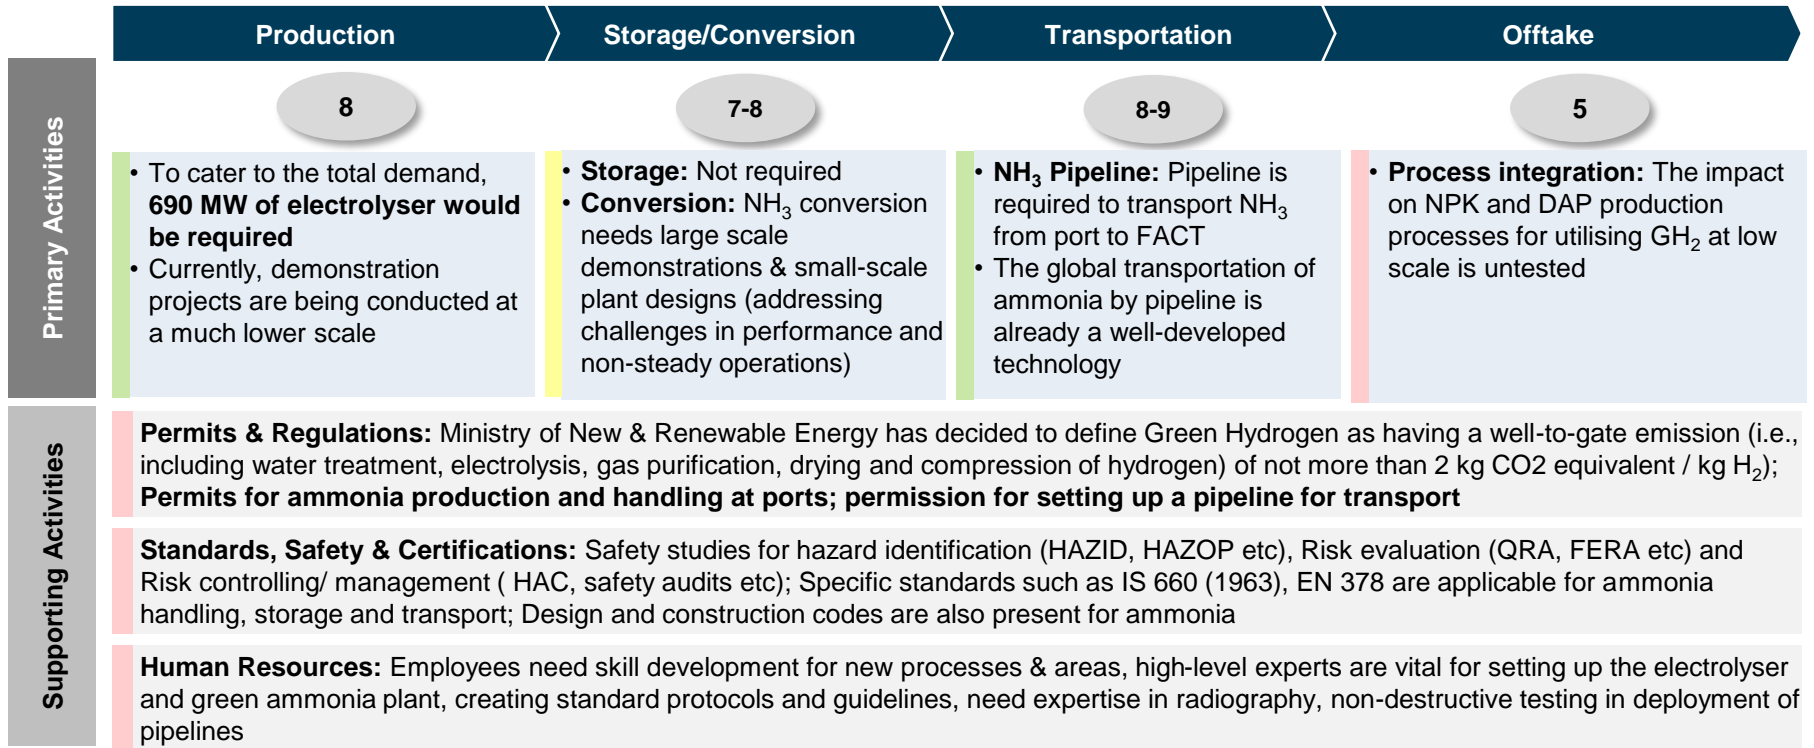 Production
Storage/Conversion
Transportation
Offtake
Primary Activities
8
7-8
8-9
5
• To cater to the total demand,
690 MW of electrolyser would
be required
• Currently, demonstration
projects are being conducted at
a much lower scale
• Storage: Not required
• Conversion: NH3 conversion
needs large scale
demonstrations & small-scale
plant designs (addressing
challenges in performance and
non-steady operations)
• NH3 Pipeline: Pipeline is
required to transport NH3
from port to FACT
• The global transportation of
ammonia by pipeline is
already a well-developed
technology
• Process integration: The impact
on NPK and DAP production
processes for utilising GH2 at low
scale is untested
Supporting Activities
Permits & Regulations: Ministry of New & Renewable Energy has decided to define Green Hydrogen as having a well-to-gate emission (i.e.,
including water treatment, electrolysis, gas purification, drying and compression of hydrogen) of not more than 2 kg CO2 equivalent / kg H2);
Permits for ammonia production and handling at ports; permission for setting up a pipeline for transport
Standards, Safety & Certifications: Safety studies for hazard identification (HAZID, HAZOP etc), Risk evaluation (QRA, FERA etc) and
Risk controlling/ management ( HAC, safety audits etc); Specific standards such as IS 660 (1963), EN 378 are applicable for ammonia
handling, storage and transport; Design and construction codes are also present for ammonia
Human Resources: Employees need skill development for new processes & areas, high-level experts are vital for setting up the electrolyser
and green ammonia plant, creating standard protocols and guidelines, need expertise in radiography, non-destructive testing in deployment of
pipelines